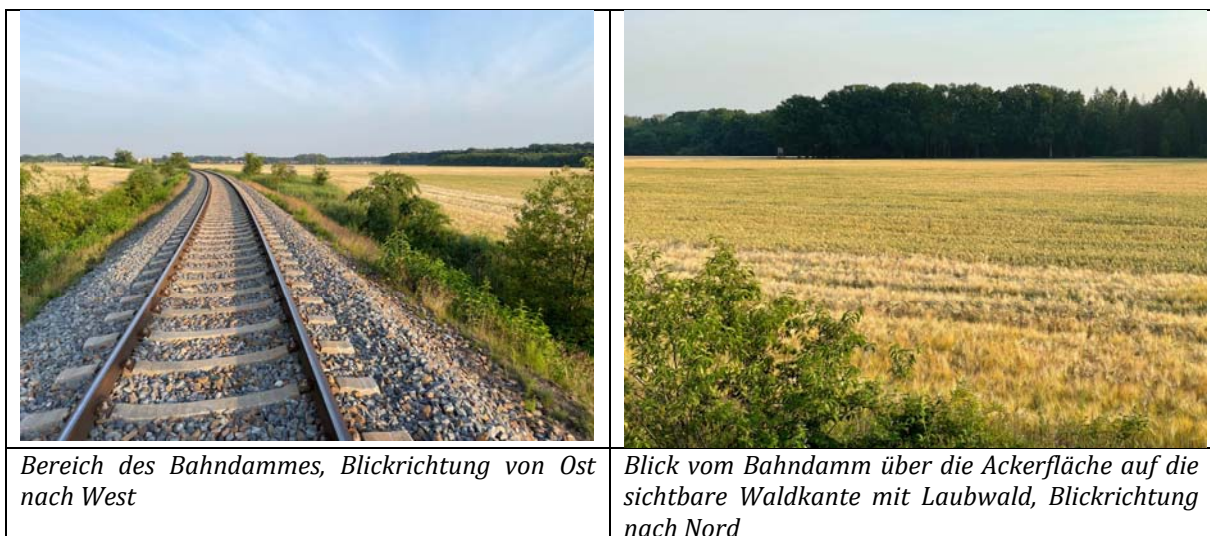 Bereich des Bahndammes, Blickrichtung von Ost
nach West
Blick vom Bahndamm über die Ackerfläche auf die
sichtbare Waldkante mit Laubwald, Blickrichtung
nach Nord